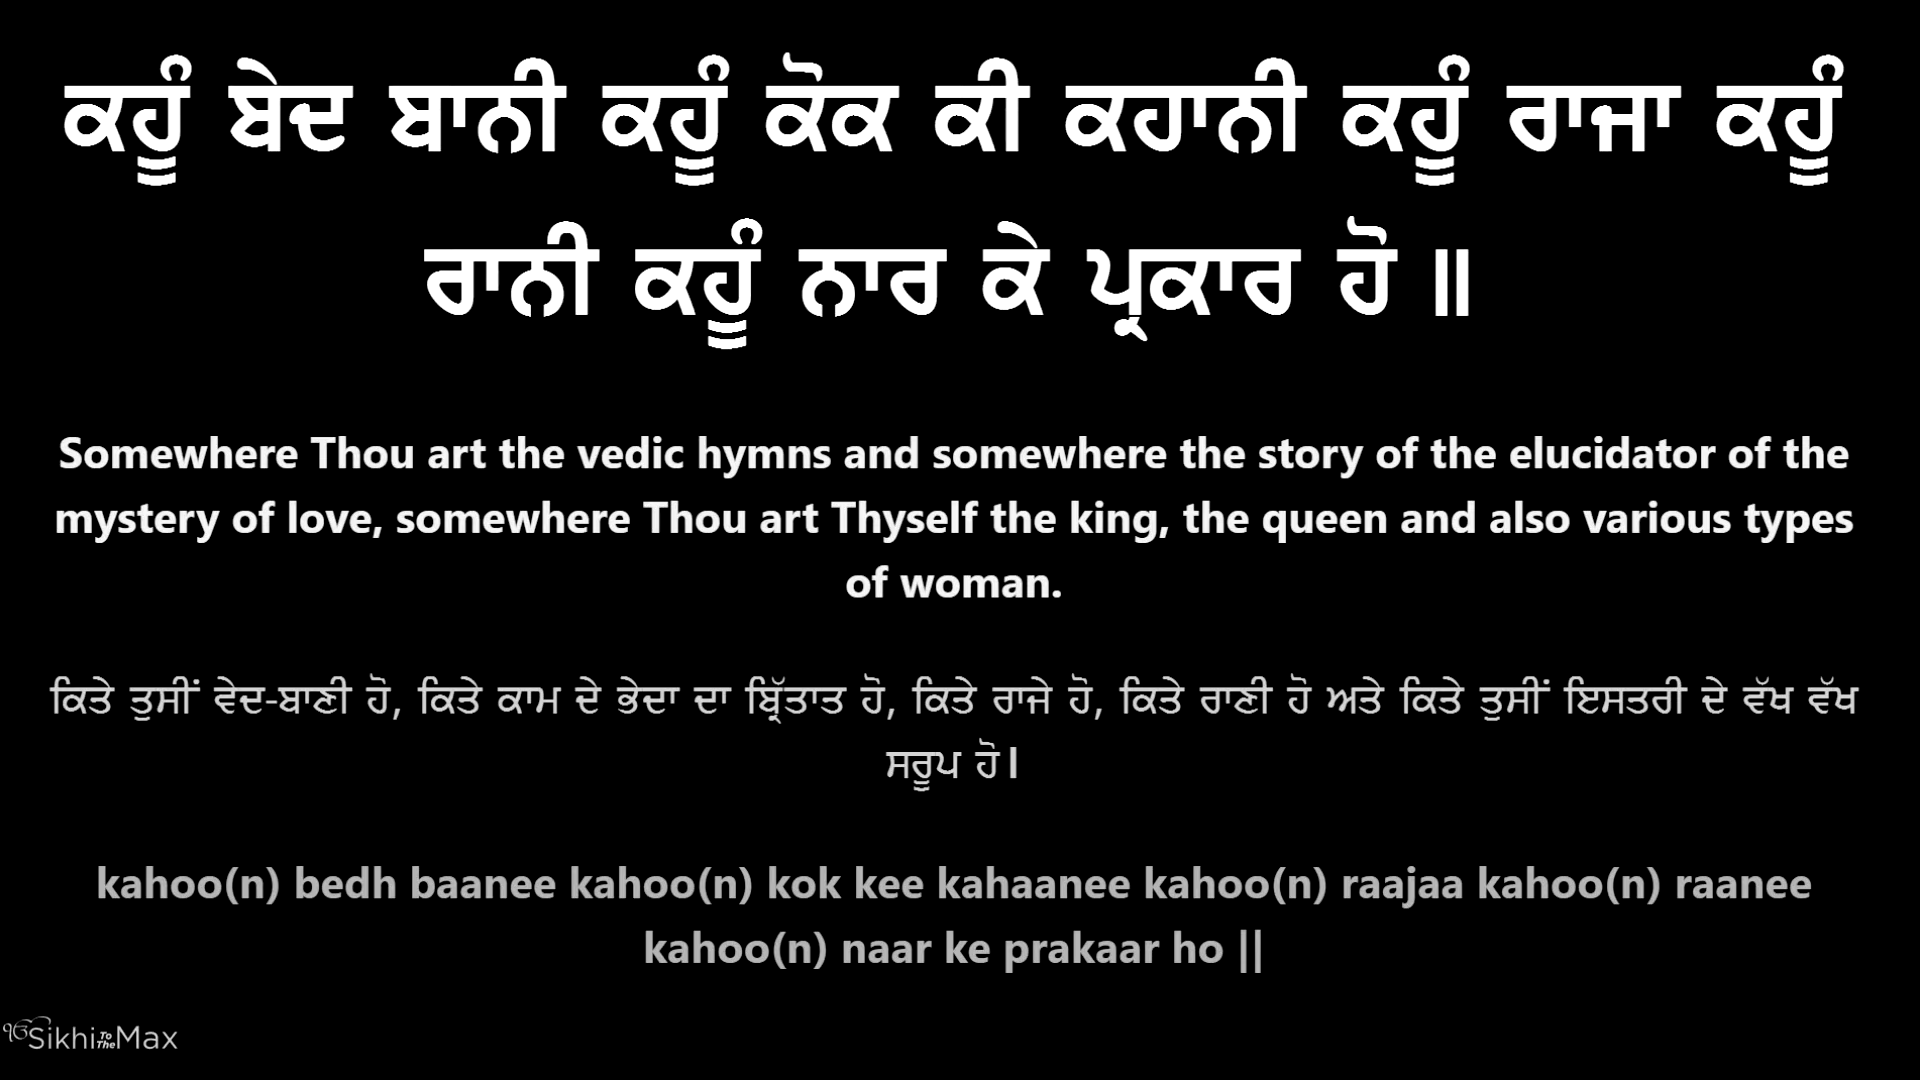 ਕਹੂੰ ਬੇਦ ਬਾਨੀ ਕਹੂੰ ਕੋਕ ਕੀ ਕਹਾਨੀ ਕਹੂੰ ਰਾਜਾ ਕਹੂੰ
ਰਾਨੀ ਕਹੂੰ ਨਾਰ ਕੇ ਪ੍ਰਕਾਰ ਹੋ ॥
Somewhere Thou art the vedic hymns and somewhere the story of the elucidator of the
mystery of love, somewhere Thou art Thyself the king, the queen and also various types
of woman.
ਕਿਤੇ ਤੁਸੀਂ ਵੇਦ-ਬਾਣੀ ਹੋ, ਕਿਤੇ ਕਾਮ ਦੇ ਭੇਦਾ ਦਾ ਬ੍ਰਿੱਤਾਤ ਹੋ, ਕਿਤੇ ਰਾਜੇ ਹੋ, ਕਿਤੇ ਰਾਣੀ ਹੋ ਅਤੇ ਕਿਤੇ ਤੁਸੀਂ ਇਸਤਰੀ ਦੇ ਵੱਖ ਵੱਖ
ਸਰੂਪ ਹੋ।
kahoo(n) bedh baanee kahoo(n) kok kee kahaanee kahoo(n) raajaa kahoo(n) raanee
kahoo(n) naar ke prakaar ho ||
ੴSikhiToTheMax